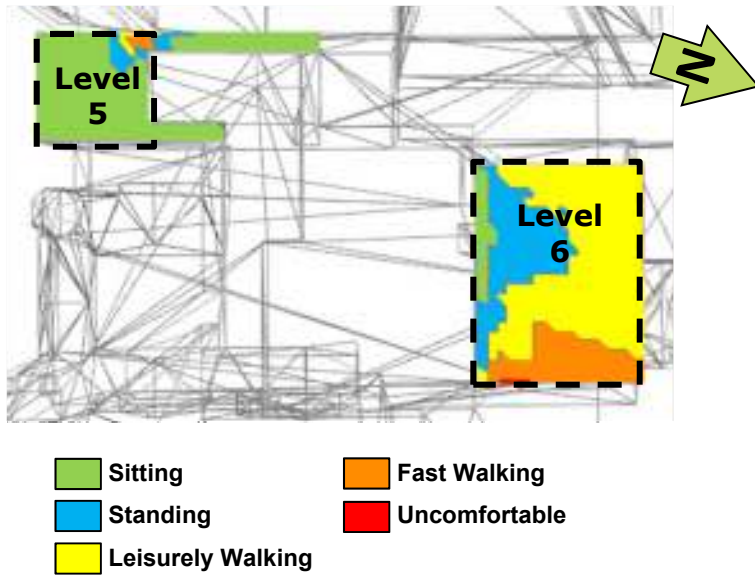 Level
5
N
Level
6
Sitting
Fast Walking
Standing
Uncomfortable
Leisurely Walking